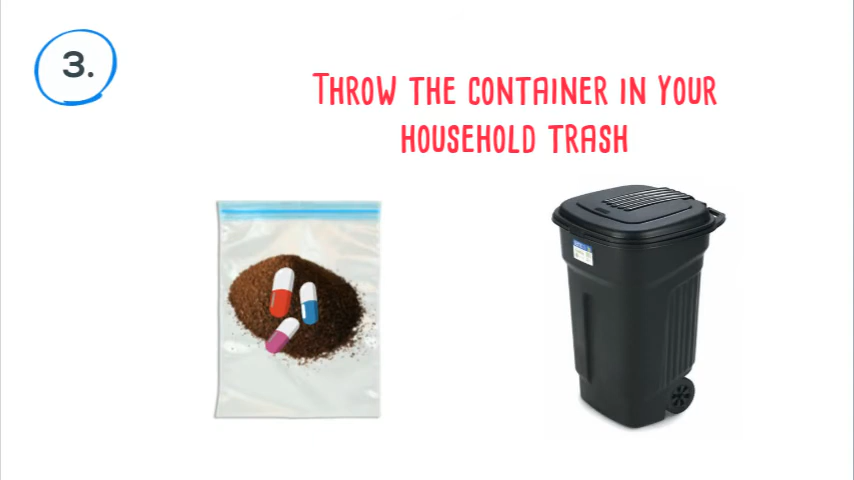 3.
THROW THE CONTAINER IN YOUR
HOUSEHOLD TRASH